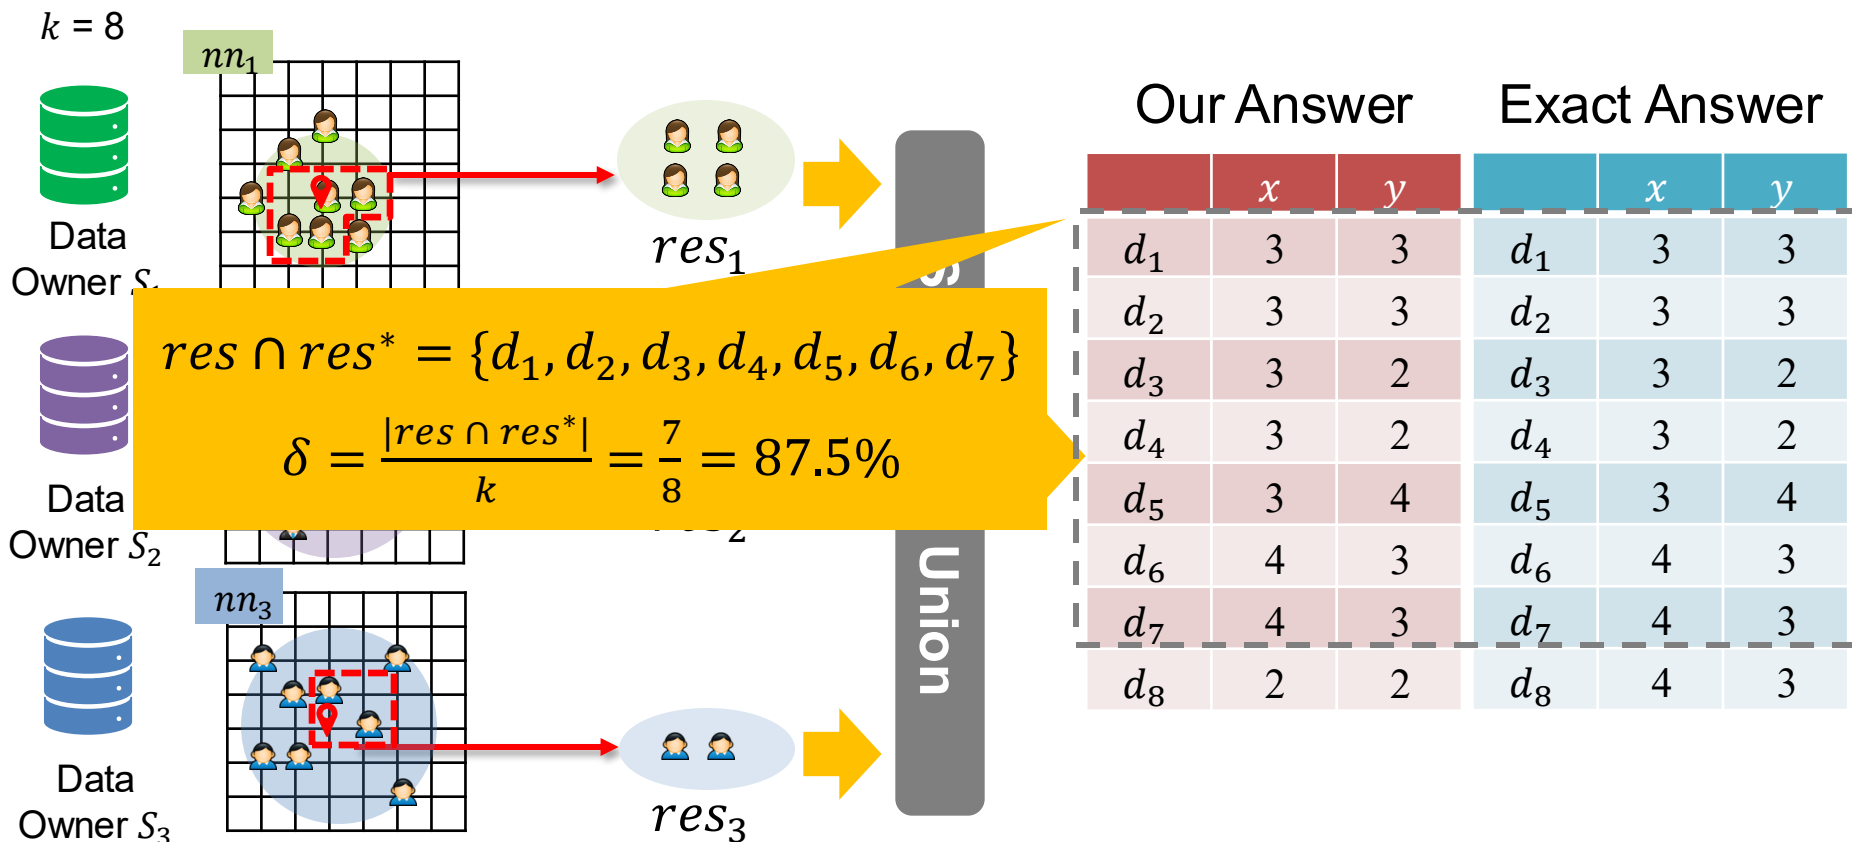 k = 8
nn₁
Data
Owner S₁
res₁
Our Answer
Exact Answer
x y
x y
d₁ 3 3
d₁ 3 3
d₂ 3 3
d₂ 3 3
d₃ 3 2
d₃ 3 2
d₄ 3 2
d₄ 3 2
d₅ 3 4
d₅ 3 4
d₆ 4 3
d₆ 4 3
d₇ 4 3
d₇ 4 3
d₈ 2 2
d₈ 4 3
res ∩ res* = {d₁, d₂, d₃, d₄, d₅, d₆, d₇}
δ = |res ∩ res*| / k = 7/8 = 87.5%
Data
Owner S₂
res₂
Union
nn₃
Data
Owner S₃
res₃